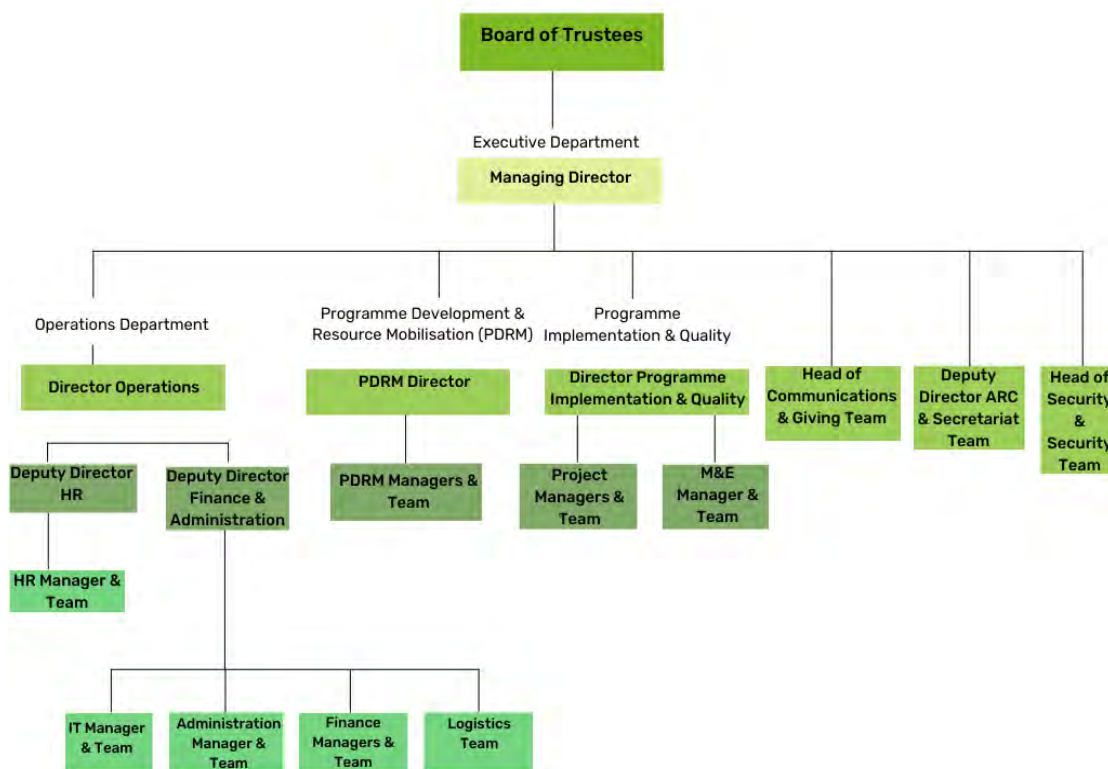 Board of Trustees
Executive Department
Managing Director
Operations Department
Director Operations
Programme Development &
Resource Mobilisation (PDRM)
PDRM Director
Programme
Implementation & Quality
Director Programme
Implementation & Quality
Head of
Communications
& Giving Team
Deputy
Director ARC
& Secretariat
Team
Head of
Security
&
Security
Team
Deputy Director
HR
Deputy Director
Finance &
Administration
PDRM Managers &
Team
Project
Managers &
Team
M&E
Manager &
Team
HR Manager &
Team
IT Manager
& Team
Administration
Manager &
Team
Finance
Managers &
Team
Logistics
Team